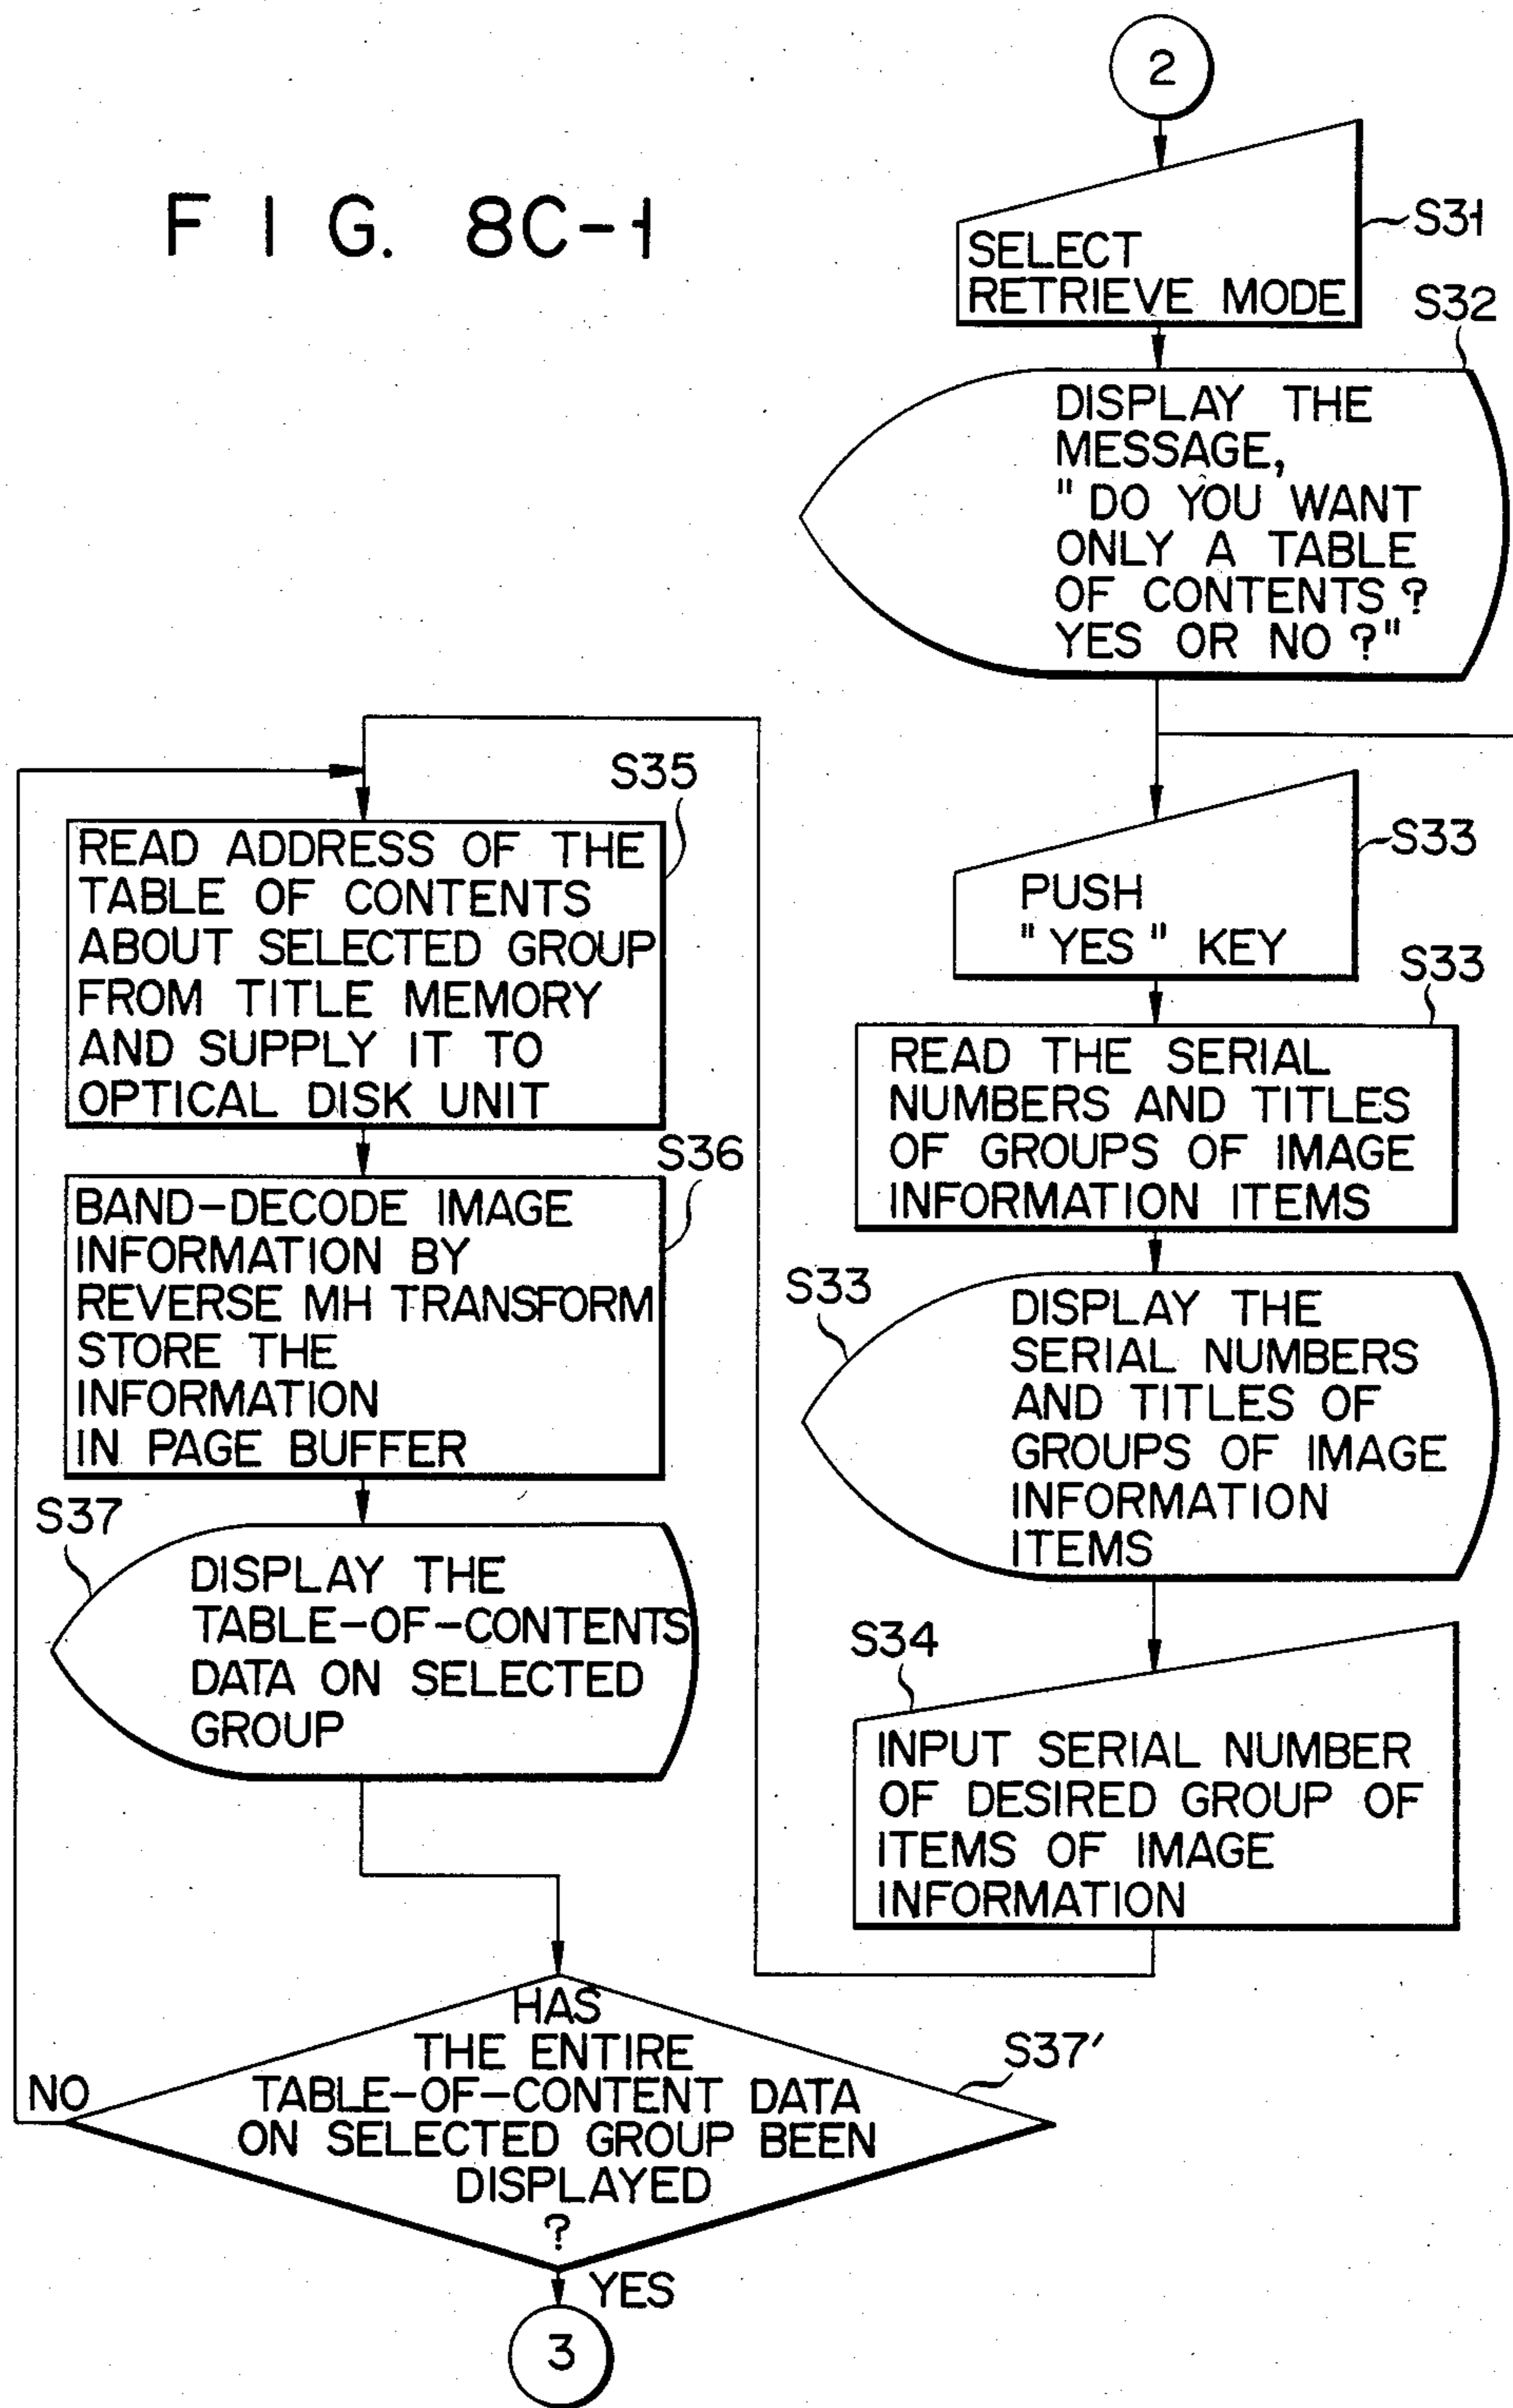 FIG. 8C-1
2
SELECT
RETRIEVE MODE
S31
S32
DISPLAY THE
MESSAGE,
"DO YOU WANT
ONLY A TABLE
OF CONTENTS?
YES OR NO?"
S33
PUSH
"YES" KEY
S33
READ THE SERIAL
NUMBERS AND TITLES
OF GROUPS OF IMAGE
INFORMATION ITEMS
S33
DISPLAY THE
SERIAL NUMBERS
AND TITLES OF
GROUPS OF IMAGE
INFORMATION
ITEMS
S34
INPUT SERIAL NUMBER
OF DESIRED GROUP OF
ITEMS OF IMAGE
INFORMATION
S35
READ ADDRESS OF THE
TABLE OF CONTENTS
ABOUT SELECTED GROUP
FROM TITLE MEMORY
AND SUPPLY IT TO
OPTICAL DISK UNIT
S36
BAND-DECODE IMAGE
INFORMATION BY
REVERSE MH TRANSFORM
STORE THE
INFORMATION
IN PAGE BUFFER
S37
DISPLAY THE
TABLE-OF-CONTENTS
DATA ON SELECTED
GROUP
HAS
THE ENTIRE
TABLE-OF-CONTENT DATA
ON SELECTED GROUP BEEN
DISPLAYED
?
S37'
NO
YES
3